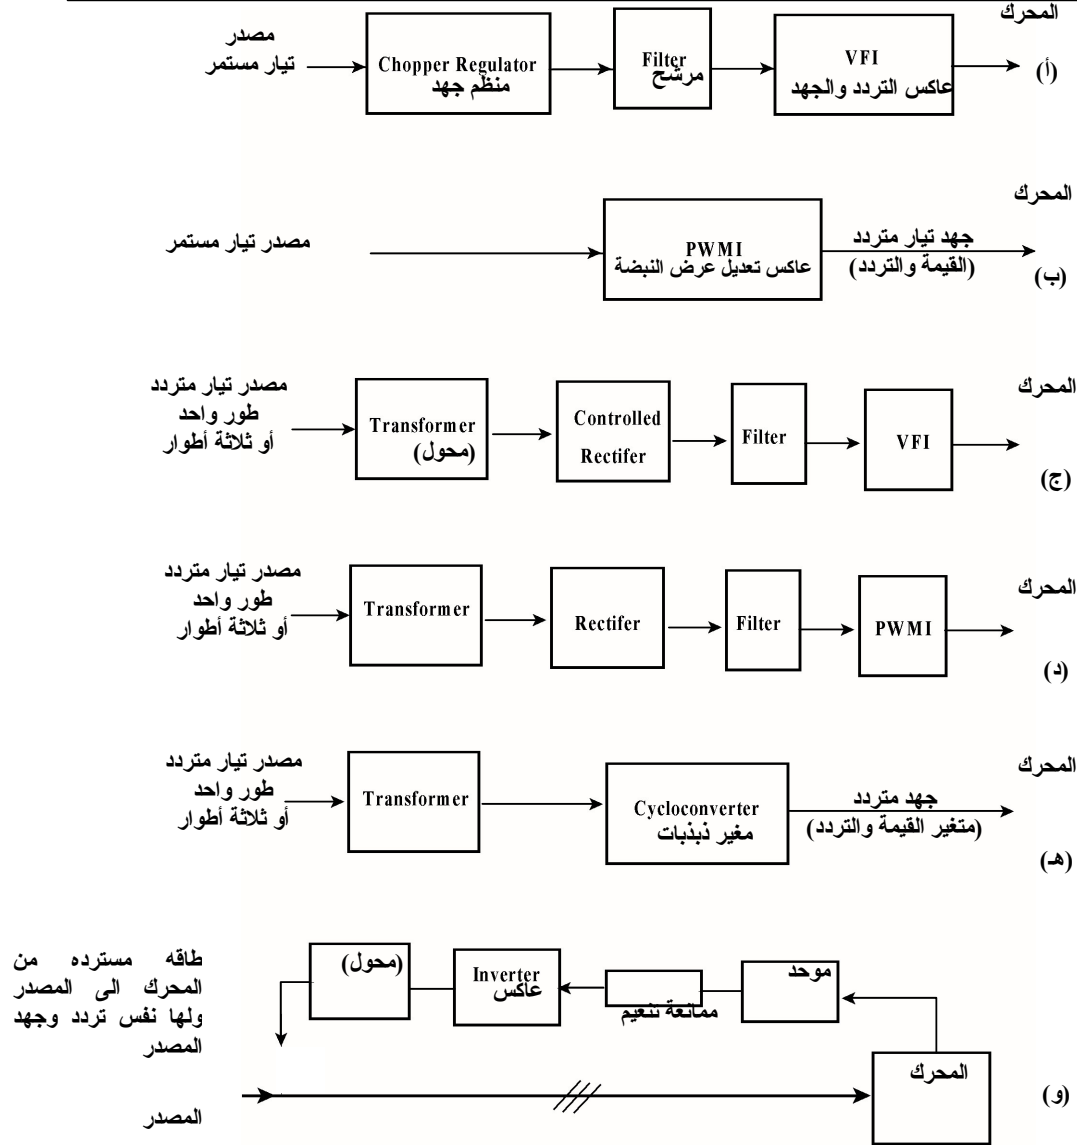 المحرك
مصدر
تيار مستمر
Chopper Regulator
منظم جهد
Filter
مرشح
VFI
عاكس التردد والجهد
(أ)
المحرك
مصدر تيار مستمر
PWMI
عاكس تعديل عرض النبضة
جهد تيار متردد
(القيمة والتردد)
(ب)
المحرك
مصدر تيار متردد
طور واحد
أو ثلاثة أطوار
Transformer
(محول)
Controlled
Rectifer
Filter
VFI
(ج)
المحرك
مصدر تيار متردد
طور واحد
أو ثلاثة أطوار
Transformer
Rectifer
Filter
PWMI
(د)
المحرك
مصدر تيار متردد
طور واحد
أو ثلاثة أطوار
Transformer
Cycloconverter
مغير ذبذبات
جهد متردد
(متغير القيمة والتردد)
(هـ)
طاقه مسترده من
المحرك الى المصدر
ولها نفس تردد وجهد
المصدر
(محول)
Inverter
عاكس
ممانعة تنعيم
موحد
المحرك
(و)
المصدر